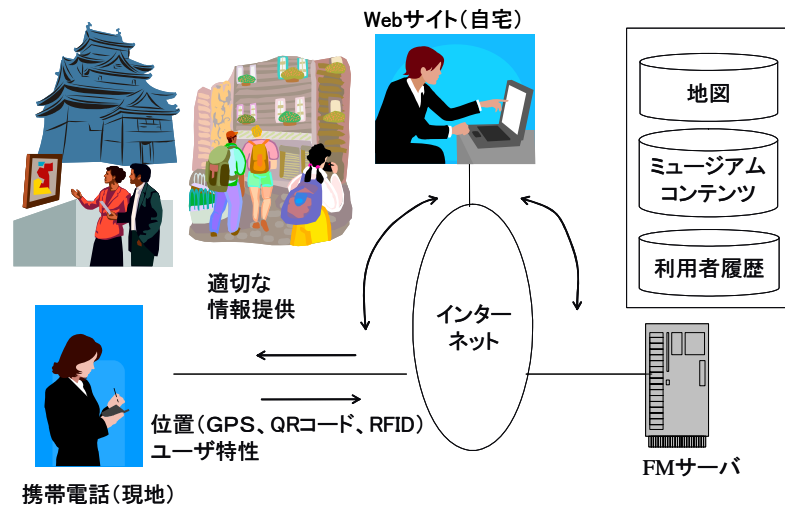 Webサイト(自宅)
地図
ミュージアム
コンテンツ
利用者履歴
適切な
情報提供
インター
ネット
位置(GPS、QRコード、RFID)
ユーザ特性
FMサーバ
携帯電話(現地)